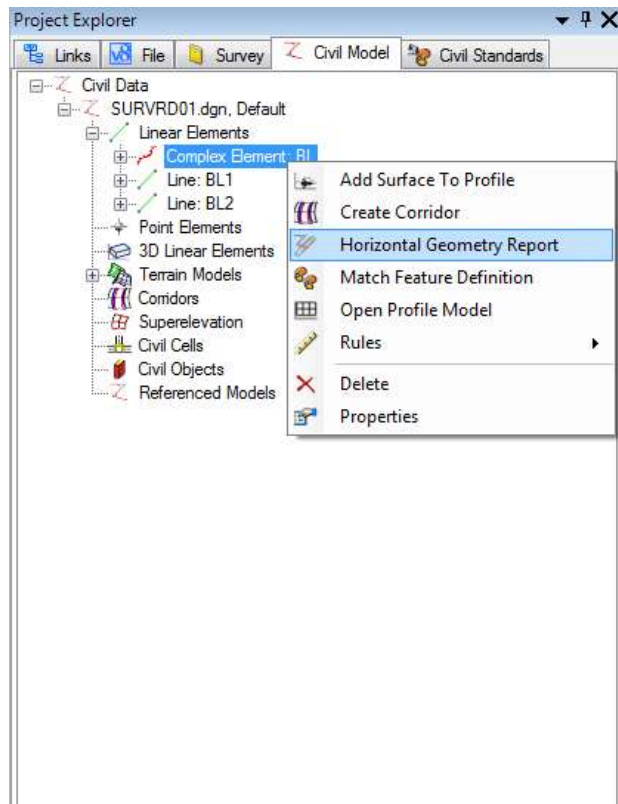 Project Explorer
Links File Survey Civil Model Civil Standards
Civil Data
SURVRD01.dgn, Default
Linear Elements
Complex Element: BL
Line: BL1
Line: BL2
Point Elements
3D Linear Elements
Terrain Models
Corridors
Superelevation
Civil Cells
Civil Objects
Referenced Models
Add Surface To Profile
Create Corridor
Horizontal Geometry Report
Match Feature Definition
Open Profile Model
Rules
Delete
Properties